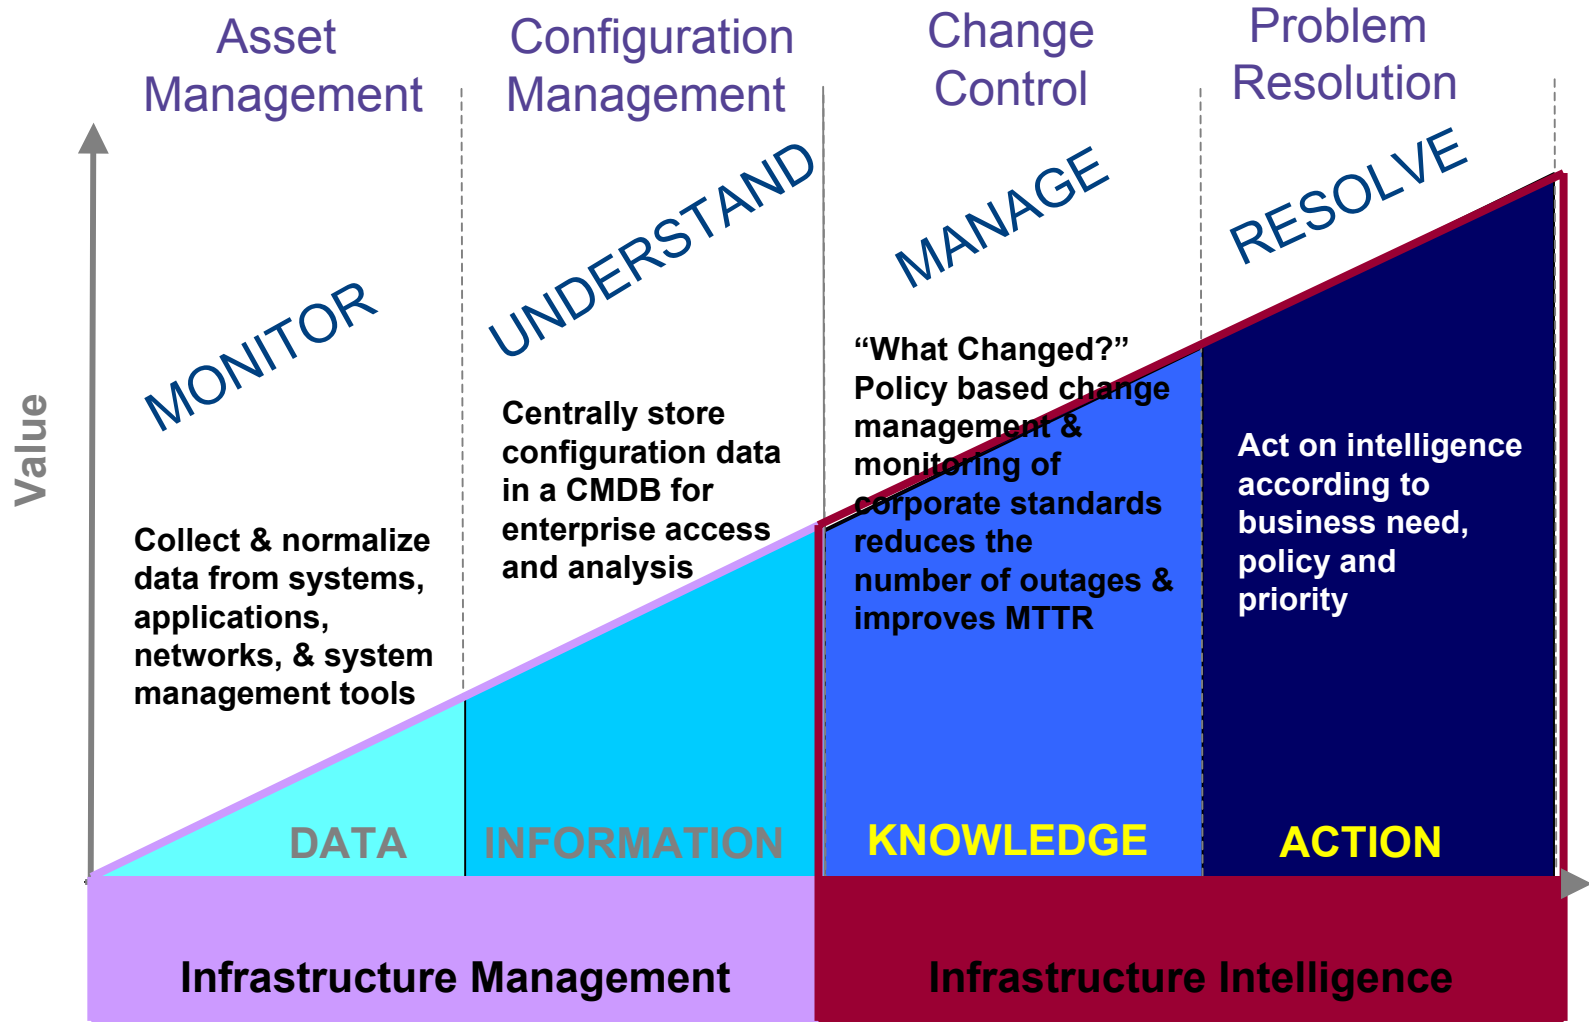 Asset
Management
Configuration
Management
Change
Control
Problem
Resolution
Value
MONITOR
UNDERSTAND
MANAGE
RESOLVE
Collect & normalize
data from systems,
applications,
networks, & system
management tools
Centrally store
configuration data
in a CMDB for
enterprise access
and analysis
“What Changed?”
Policy based change
management &
monitoring of
corporate standards
reduces the
number of outages &
improves MTTR
Act on intelligence
according to
business need,
policy and
priority
DATA
INFORMATION
KNOWLEDGE
ACTION
Infrastructure Management
Infrastructure Intelligence